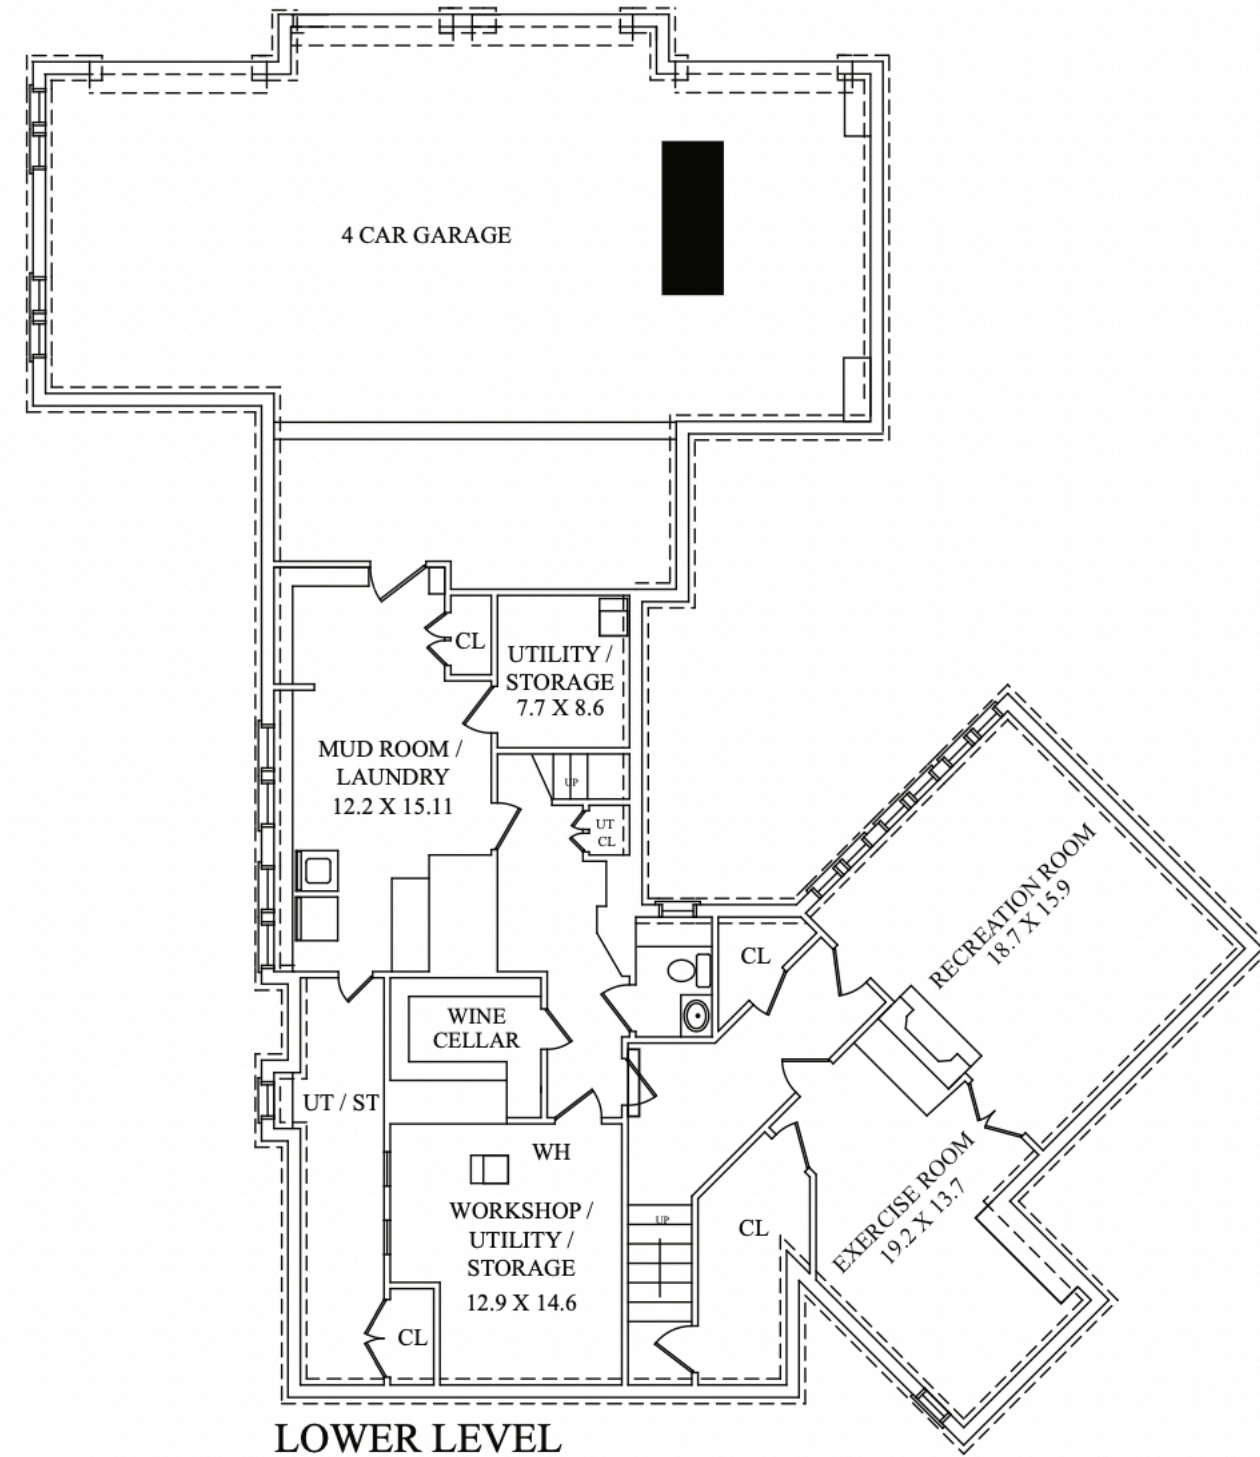 4 CAR GARAGE
CL
UTILITY /
STORAGE
7.7 X 8.6
MUD ROOM /
LAUNDRY
12.2 X 15.11
UP
UT
CL
RECREATION ROOM
18.7 X 15.9
CL
WINE
CELLAR
UT / ST
WH
WORKSHOP /
UTILITY /
STORAGE
12.9 X 14.6
UP
CL
EXERCISE ROOM
19.2 X 13.7
CL
LOWER LEVEL